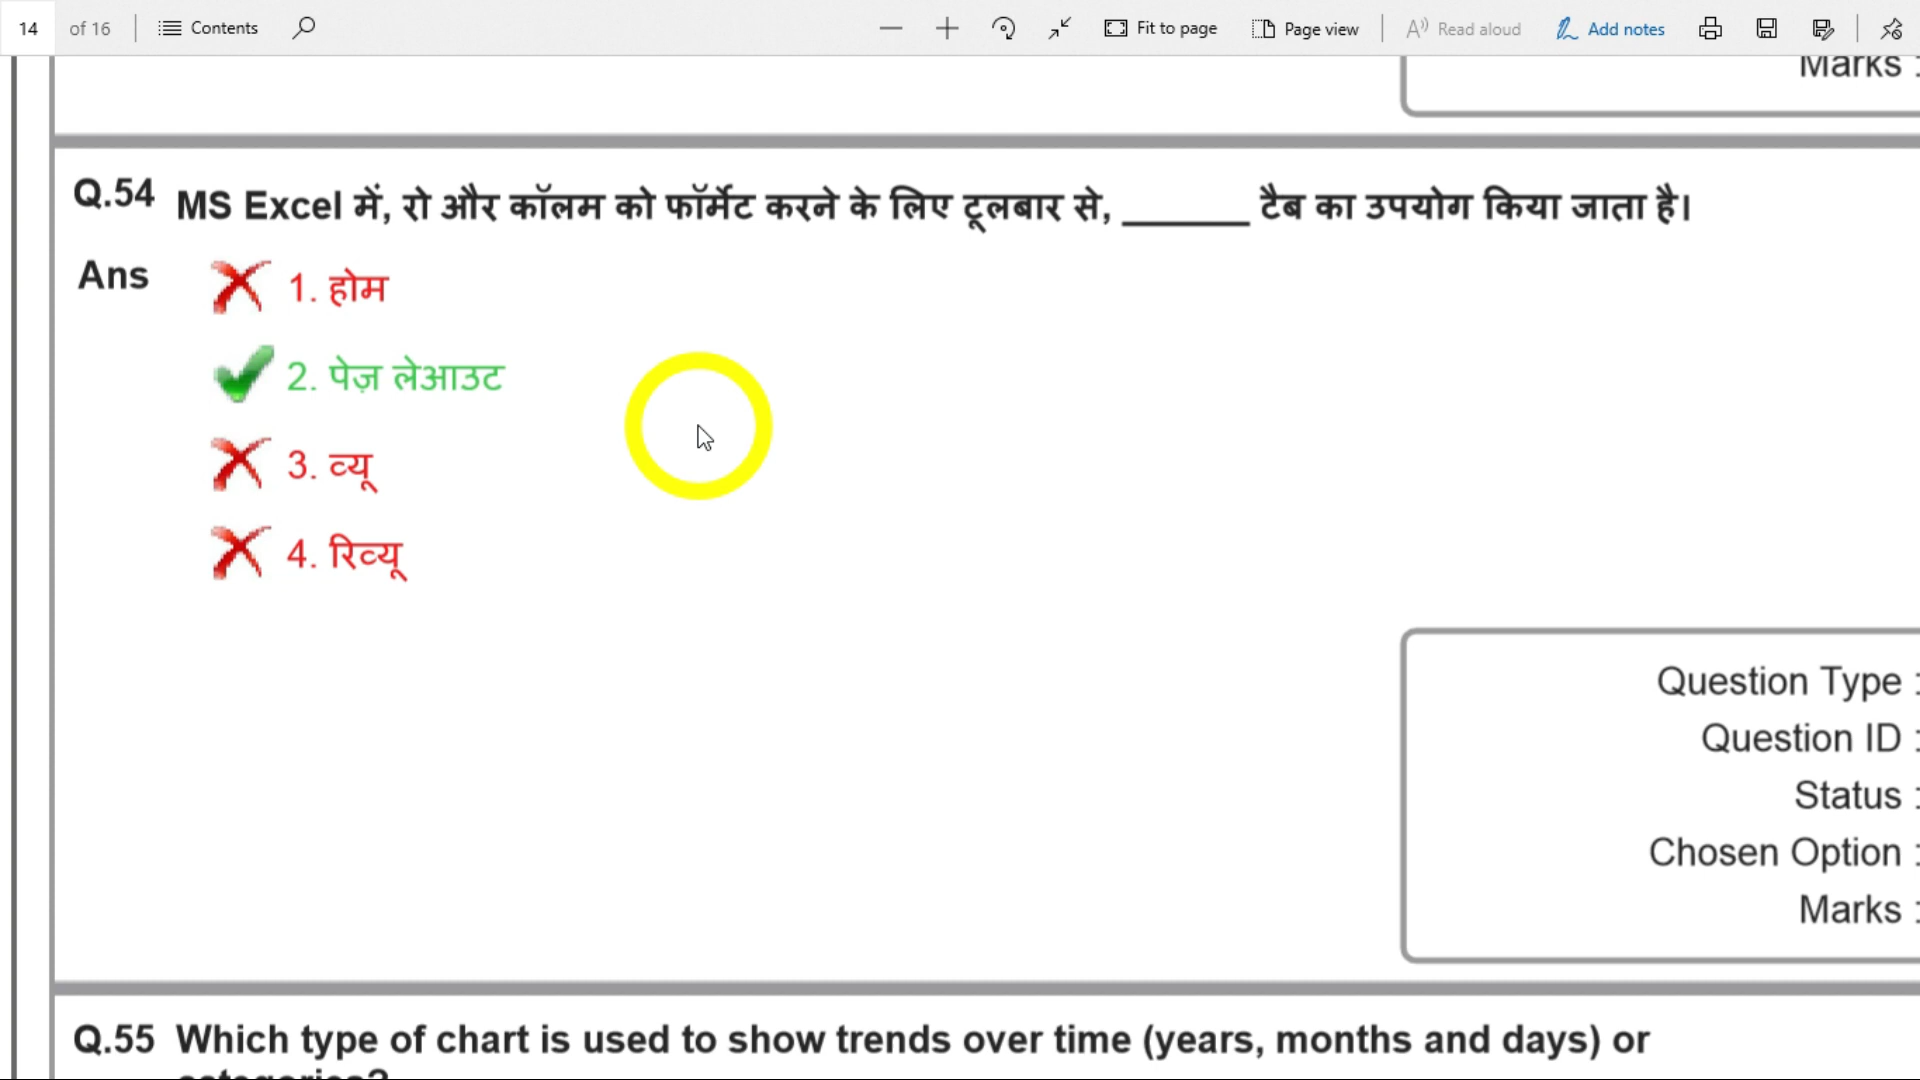 14 of 16 Contents Fit to page Page view Read aloud Add notes
Marks :
Q.54 MS Excel में, रो और कॉलम को फॉर्मेट करने के लिए टूलबार से, _______ टैब का उपयोग किया जाता है।
Ans 1. होम
2. पेज़ लेआउट
3. व्यू
4. रिव्यू
Question Type :
Question ID :
Status :
Chosen Option :
Marks :
Q.55 Which type of chart is used to show trends over time (years, months and days) or
categories?